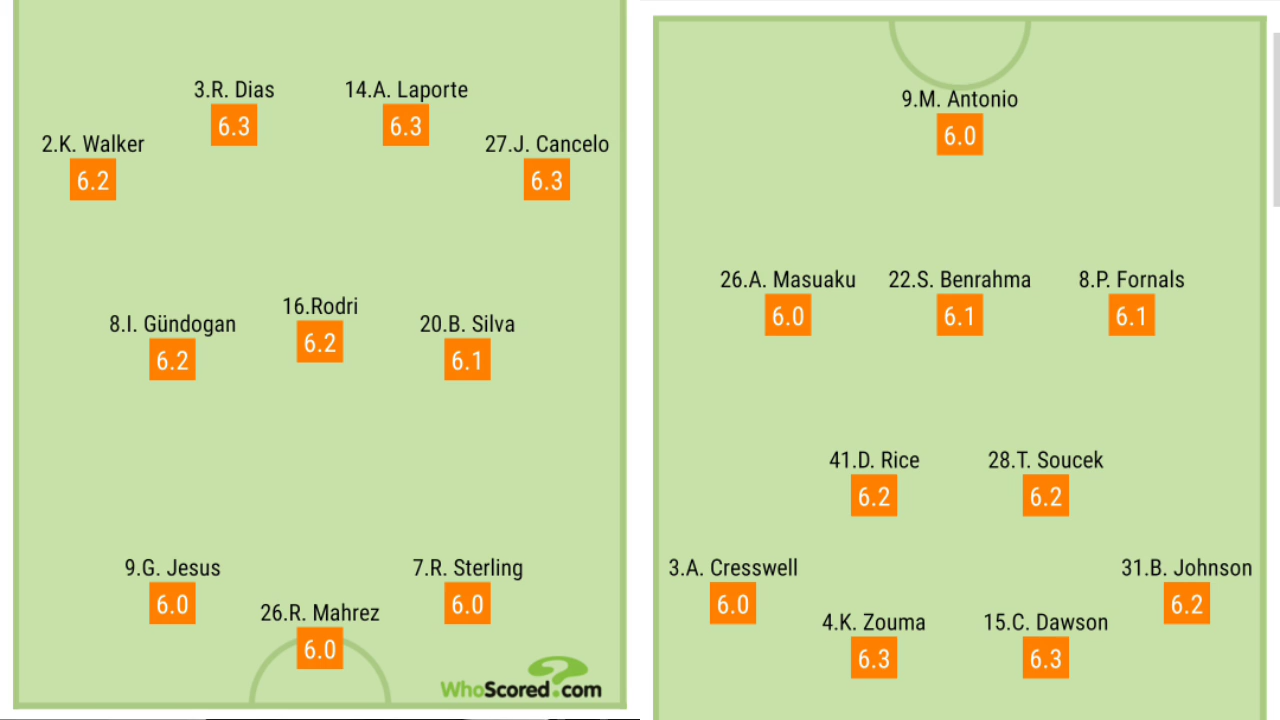 3.R. Dias
6.3
14.A. Laporte
6.3
2.K. Walker
6.2
27.J. Cancelo
6.3
16.Rodri
6.2
8.I. Gündogan
6.2
20.B. Silva
6.1
9.G. Jesus
6.0
7.R. Sterling
6.0
26.R. Mahrez
6.0
WhoScored.com
9.M. Antonio
6.0
26.A. Masuaku
6.0
22.S. Benrahma
6.1
8.P. Fornals
6.1
41.D. Rice
6.2
28.T. Soucek
6.2
3.A. Cresswell
6.0
31.B. Johnson
6.2
4.K. Zouma
6.3
15.C. Dawson
6.3